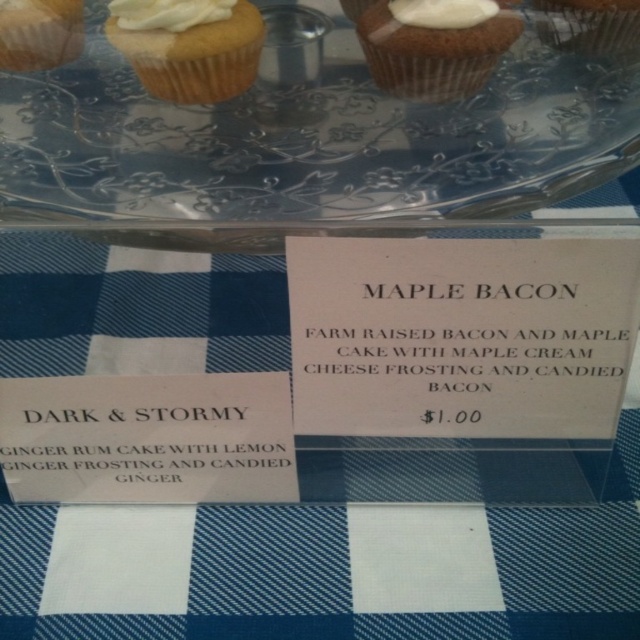 MAPLE BACON
FARM RAISED BACON AND MAPLE
CAKE WITH MAPLE CREAM
CHEESE FROSTING AND CANDIED
BACON
$1.00
DARK & STORMY
GINGER RUM CAKE WITH LEMON
GINGER FROSTING AND CANDIED
GINGER